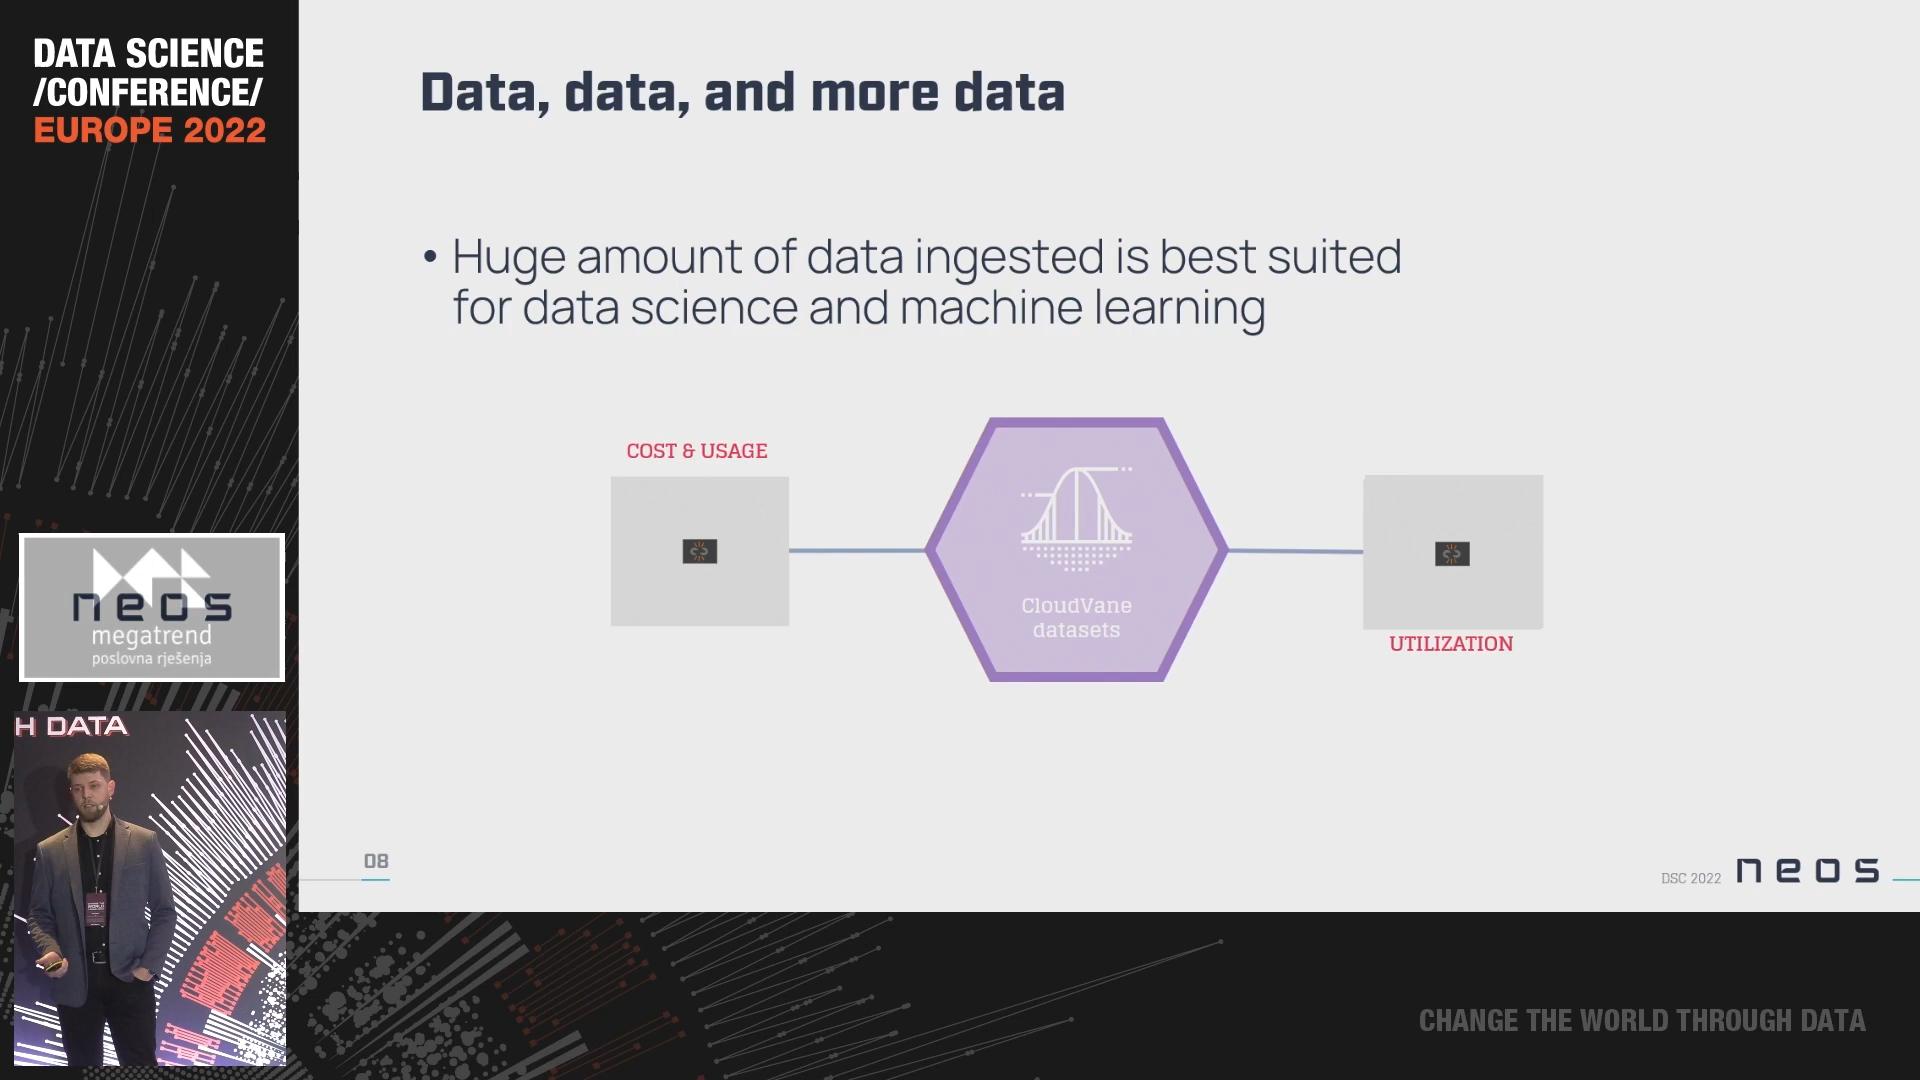 DATA SCIENCE
/CONFERENCE/
EUROPE 2022
Data, data, and more data
• Huge amount of data ingested is best suited
for data science and machine learning
COST & USAGE
CloudVane
datasets
UTILIZATION
neos
megatrend
poslovna rješenja
H DATA
08
DSC 2022
neos
CHANGE THE WORLD THROUGH DATA